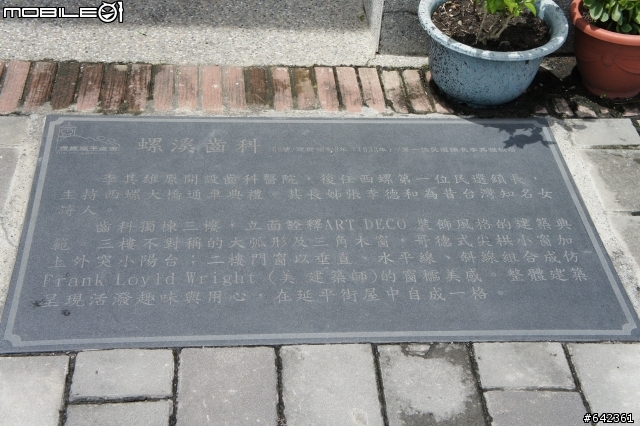 MOBILE01
螺溪齒科
李其雄原開設齒科醫院，後任西螺第一位民選鎮長，
主持西螺大橋通車典禮。其長姊張李德和為昔台灣知名女
詩人。
齒科獨棟三樓，立面詮釋ART DECO 裝飾風格的建築典
範。三樓不對稱的大弧形及三角木窗，哥德式尖拱小窗加
上外突小陽台；二樓門窗以垂直、水平線、斜線組合成仿
Frank Loyld Wright (美 建築師)的窗櫺美感。整體建築
呈現活潑趣味與用心，在延平街屋中自成一格。
#642361